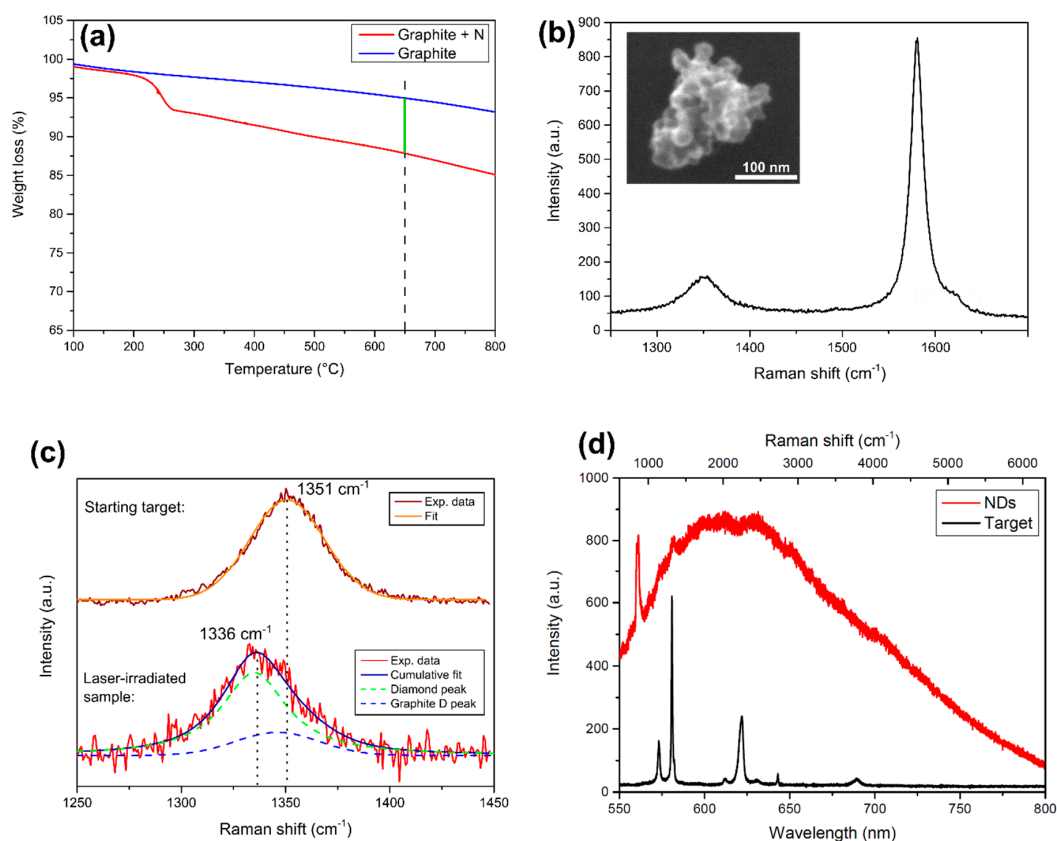 (a)
Graphite + N
Graphite
100
95
90
85
80
75
70
65
Weight loss (%)
100 200 300 400 500 600 700 800
Temperature (°C)
(b)
900
800
700
600
500
400
300
200
100
0
Intensity (a.u.)
100 nm
1300 1400 1500 1600
Raman shift (cm-1)
(c)
Starting target:
1351 cm-1
Exp. data
Fit
1336 cm-1
Laser-irradiated
sample:
Exp. data
Cumulative fit
Diamond peak
Graphite D peak
Intensity (a.u.)
1250 1300 1350 1400 1450
Raman shift (cm-1)
(d)
Raman shift (cm-1)
1000 2000 3000 4000 5000 6000
NDs
Target
1000
800
600
400
200
0
Intensity (a.u.)
550 600 650 700 750 800
Wavelength (nm)